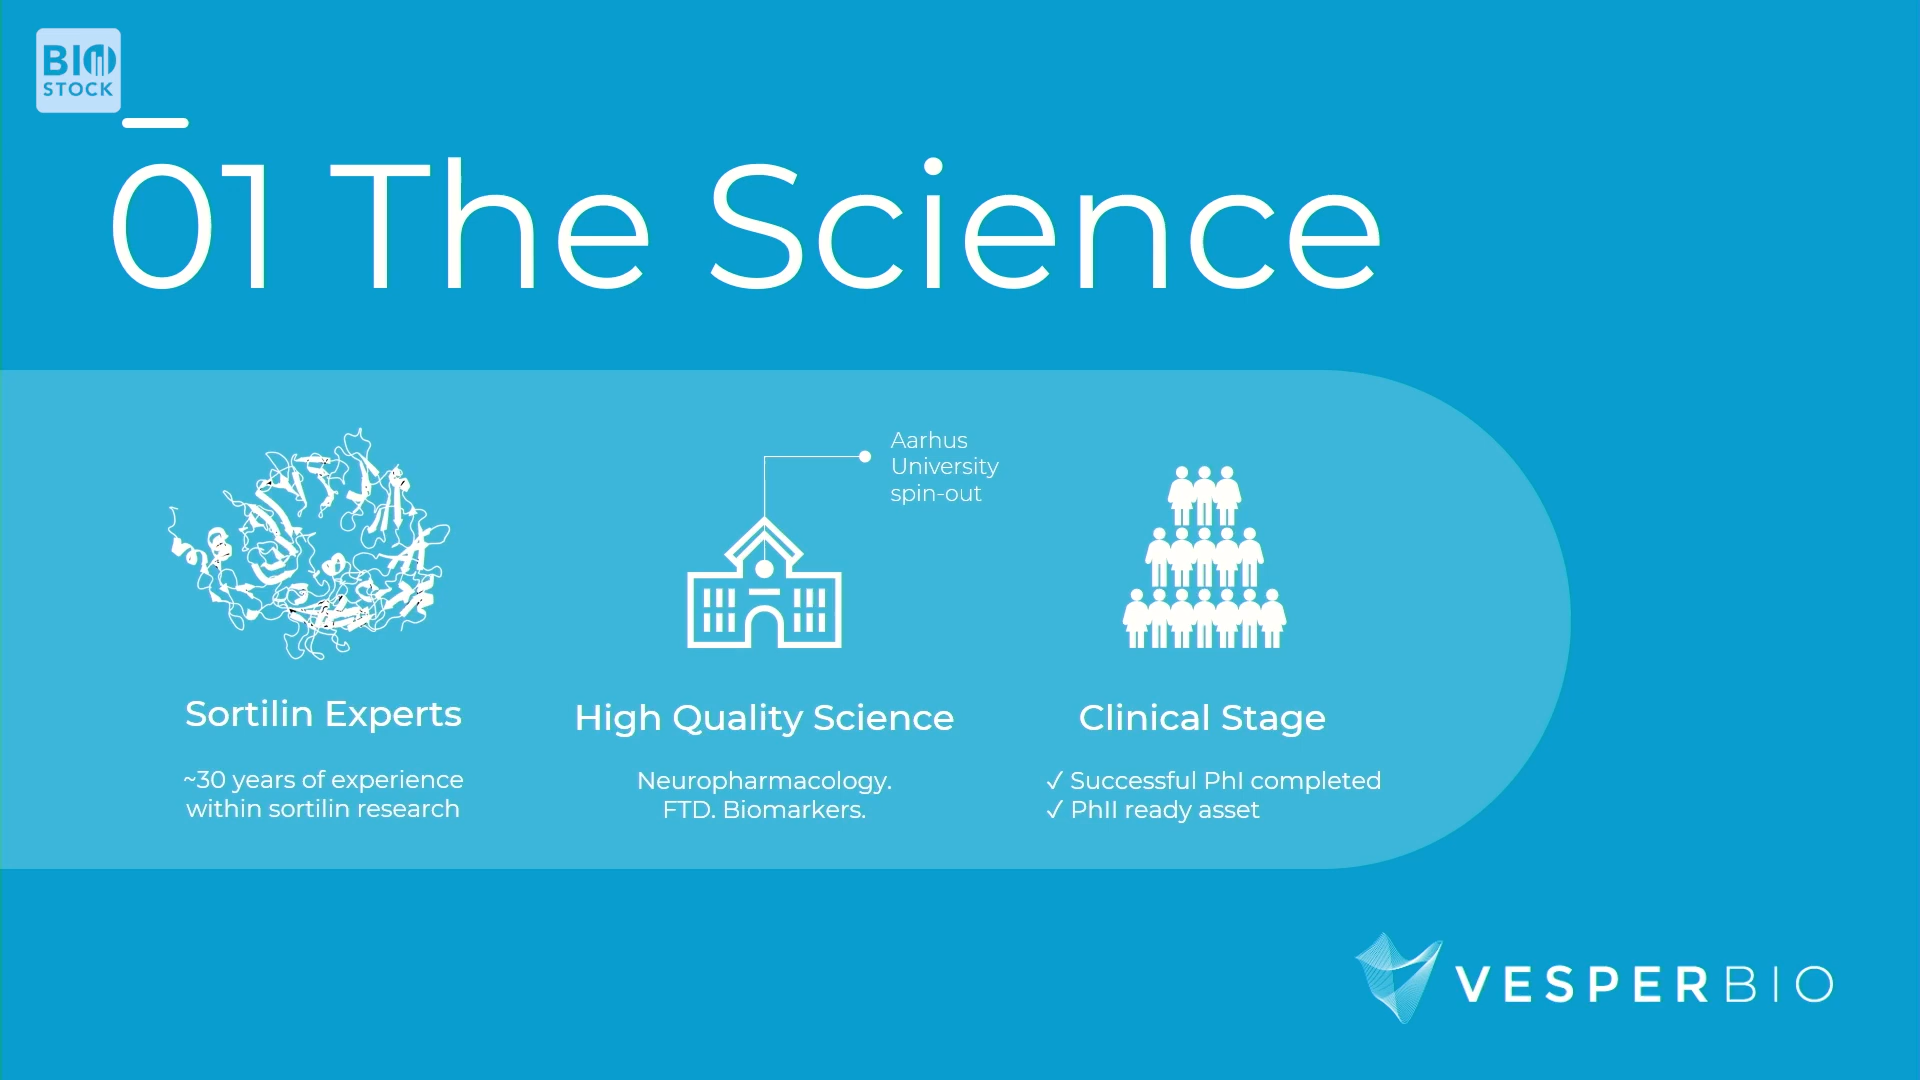 BIO
STOCK
01 The Science
Aarhus
University
spin-out
Sortilin Experts
~30 years of experience
within sortilin research
High Quality Science
Neuropharmacology.
FTD. Biomarkers.
Clinical Stage
✓ Successful PhI completed
✓ PhII ready asset
VESPERBIO